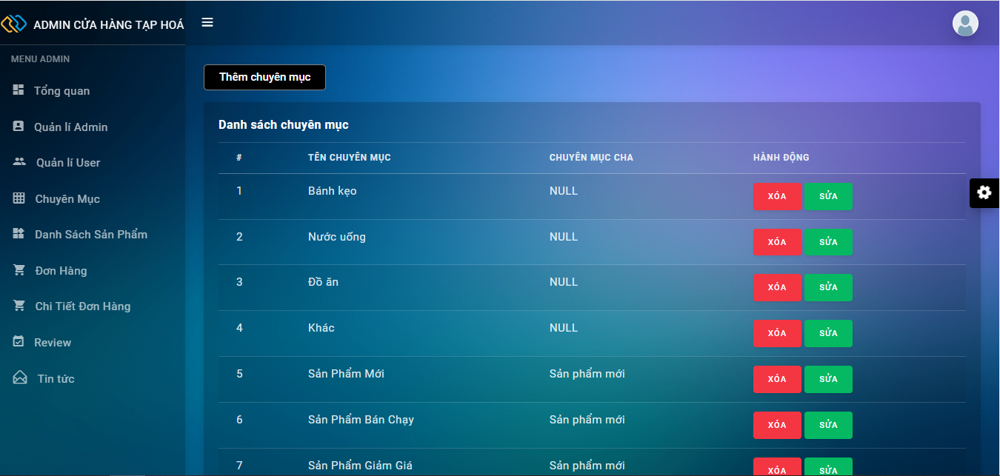 ADMIN CỬA HÀNG TẠP HOÁ
MENU ADMIN
Tổng quan
Quản lí Admin
Quản lí User
Chuyên Mục
Danh Sách Sản Phẩm
Đơn Hàng
Chi Tiết Đơn Hàng
Review
Tin tức
Thêm chuyên mục
Danh sách chuyên mục
# TÊN CHUYÊN MỤC CHUYÊN MỤC CHA HÀNH ĐỘNG
1 Bánh kẹo NULL XÓA SỬA
2 Nước uống NULL XÓA SỬA
3 Đồ ăn NULL XÓA SỬA
4 Khác NULL XÓA SỬA
5 Sản Phẩm Mới Sản phẩm mới XÓA SỬA
6 Sản Phẩm Bán Chạy Sản phẩm mới XÓA SỬA
7 Sản Phẩm Giảm Giá Sản phẩm mới XÓA SỬA